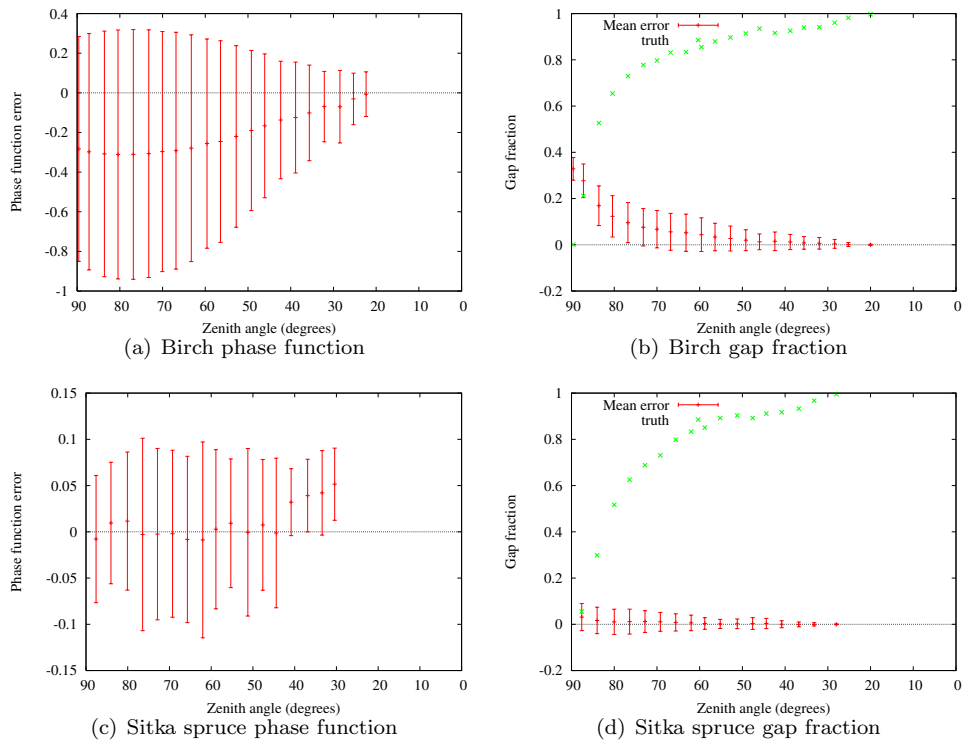 0.4
0.2
0
-0.2
-0.4
-0.6
-0.8
-1
Phase function error
90 80 70 60 50 40 30 20 10 0
Zenith angle (degrees)
(a) Birch phase function
1
0.8
0.6
0.4
0.2
0
-0.2
Gap fraction
Mean error
truth
90 80 70 60 50 40 30 20 10 0
Zenith angle (degrees)
(b) Birch gap fraction
0.15
0.1
0.05
0
-0.05
-0.1
-0.15
Phase function error
90 80 70 60 50 40 30 20 10 0
Zenith angle (degrees)
(c) Sitka spruce phase function
1
0.8
0.6
0.4
0.2
0
-0.2
Gap fraction
Mean error
truth
90 80 70 60 50 40 30 20 10 0
Zenith angle (degrees)
(d) Sitka spruce gap fraction